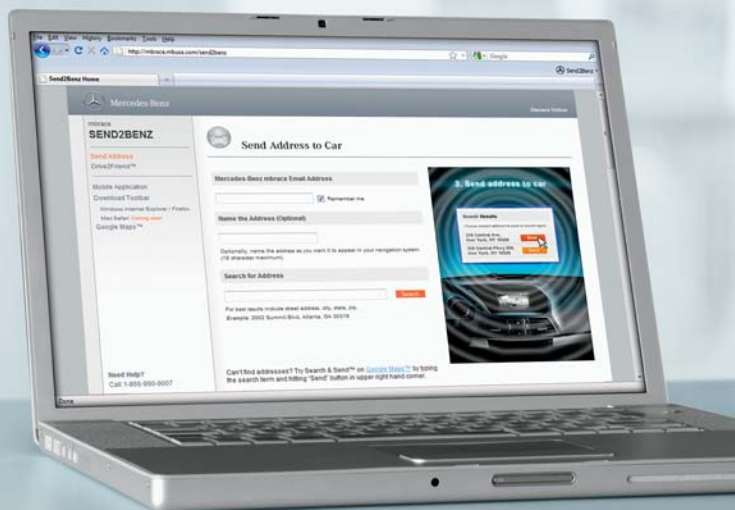 File Edit View History Bookmarks Tools Help
http://mbrace.mbusa.com/send2benz
Google
Send2Benz
Send2Benz Home
Mercedes-Benz
Owners Online
mbrace
SEND2BENZ
Send Address
Drive2Friend™
Mobile Application
Download Toolbar
Windows Internet Explorer / Firefox
Mac Safari Coming soon!
Google Maps™
Need Help?
Call 1-866-990-9007
Send Address to Car
Mercedes-Benz mbrace Email Address
Remember me
Name the Address (Optional)
Optionally, name the address as you want it to appear in your navigation system
(18 character maximum).
Search for Address
Search
For best results include street address, city, state, zip.
Example: 2002 Summit Blvd, Atlanta, GA 30319
Can't find addresses? Try Search & Send™ on Google Maps™ by typing
the search term and hitting "Send" button in upper right hand corner.
3. Send address to car
Search Results
Done